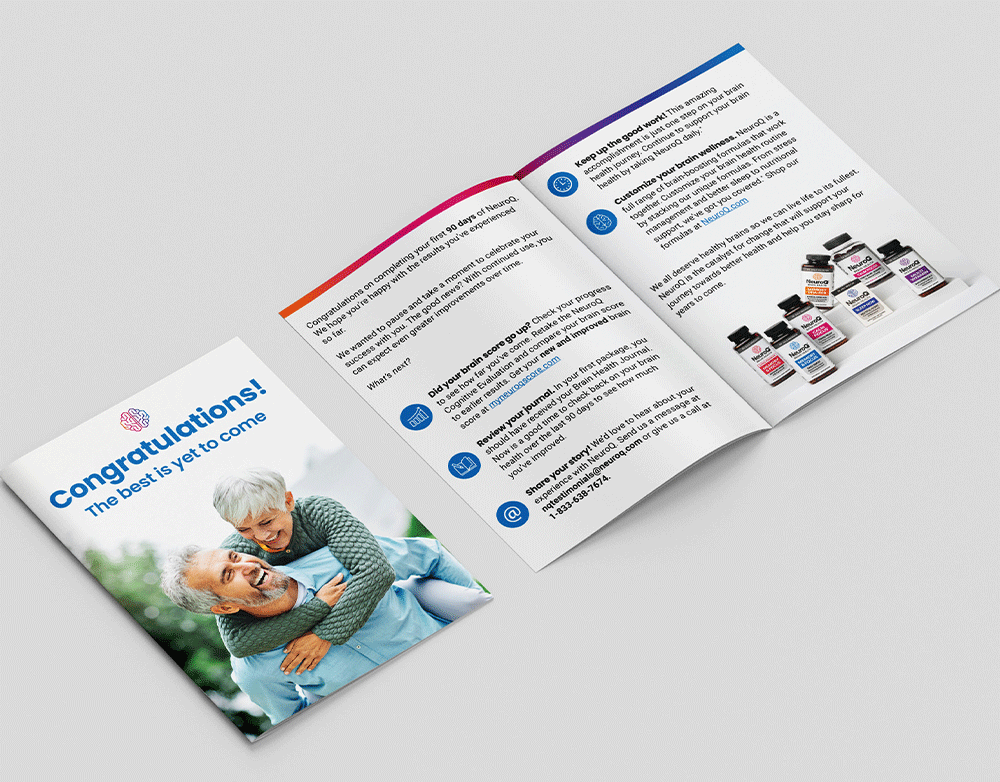 Congratulations!
The best is yet to come
Congratulations on completing your first 90 days of NeuroQ.
We hope you're happy with the results you've experienced
so far.
We wanted to pause and take a moment to celebrate your
success with you. The good news? With continued use, you
can expect even greater improvements over time.
What's next?
Did your brain score go up? Check your progress
to see how far you've come. Retake the NeuroQ
Cognitive Evaluation and compare your brain score
to earlier results. Get your new and improved brain
score at myneuroqscore.com
Review your journal. In your first package, you
should have received your Brain Health Journal.
Now is a good time to check back on your brain
health over the last 90 days to see how much
you've improved.
Share your story! We'd love to hear about your
experience with NeuroQ. Send us a message at
nqtestimonials@neuroq.com or give us a call at
1-833-638-7674.
Keep up the good work! This amazing
accomplishment is just one step on your brain
health journey. Continue to support your brain
health by taking NeuroQ daily.*
Customize your brain wellness. NeuroQ is a
full range of brain-boosting formulas that work
together. Customize your brain health routine
by stacking our unique formulas. From stress
management and better sleep to nutritional
support, we've got you covered.* Shop our
formulas at NeuroQ.com
We all deserve healthy brains so we can live life to its fullest.
NeuroQ is the catalyst for change that will support your
journey towards better health and help you stay sharp for
years to come.
NeuroQ
NeuroQ
NeuroQ
NeuroQ
NeuroQ
NeuroQ
NeuroQ